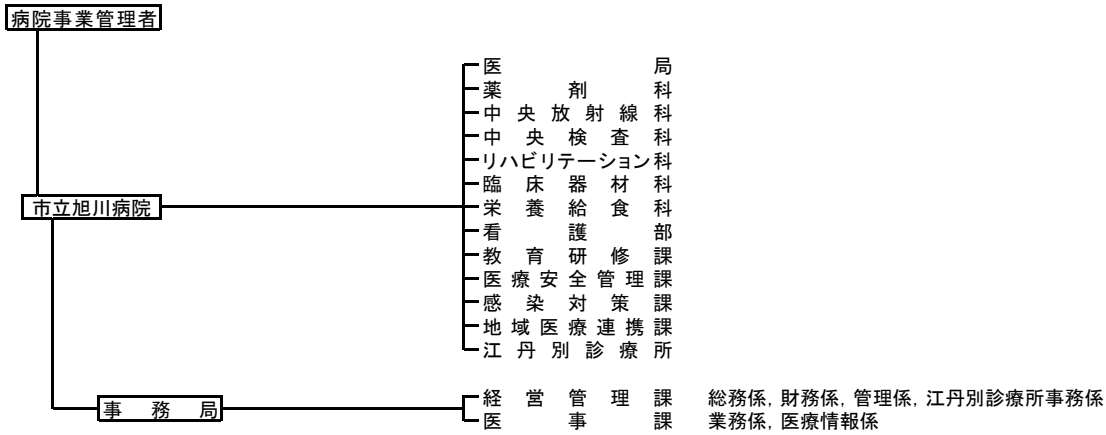 病院事業管理者
医局
薬剤科
中央放射線科
中央検査科
リハビリテーション科
臨床器材科
市立旭川病院
栄養給食科
看護部
教育研修課
医療安全管理課
感染対策課
地域医療連携課
江丹別診療所
事務局
経営管理課 総務係, 財務係, 管理係, 江丹別診療所事務係
医事課 業務係, 医療情報係